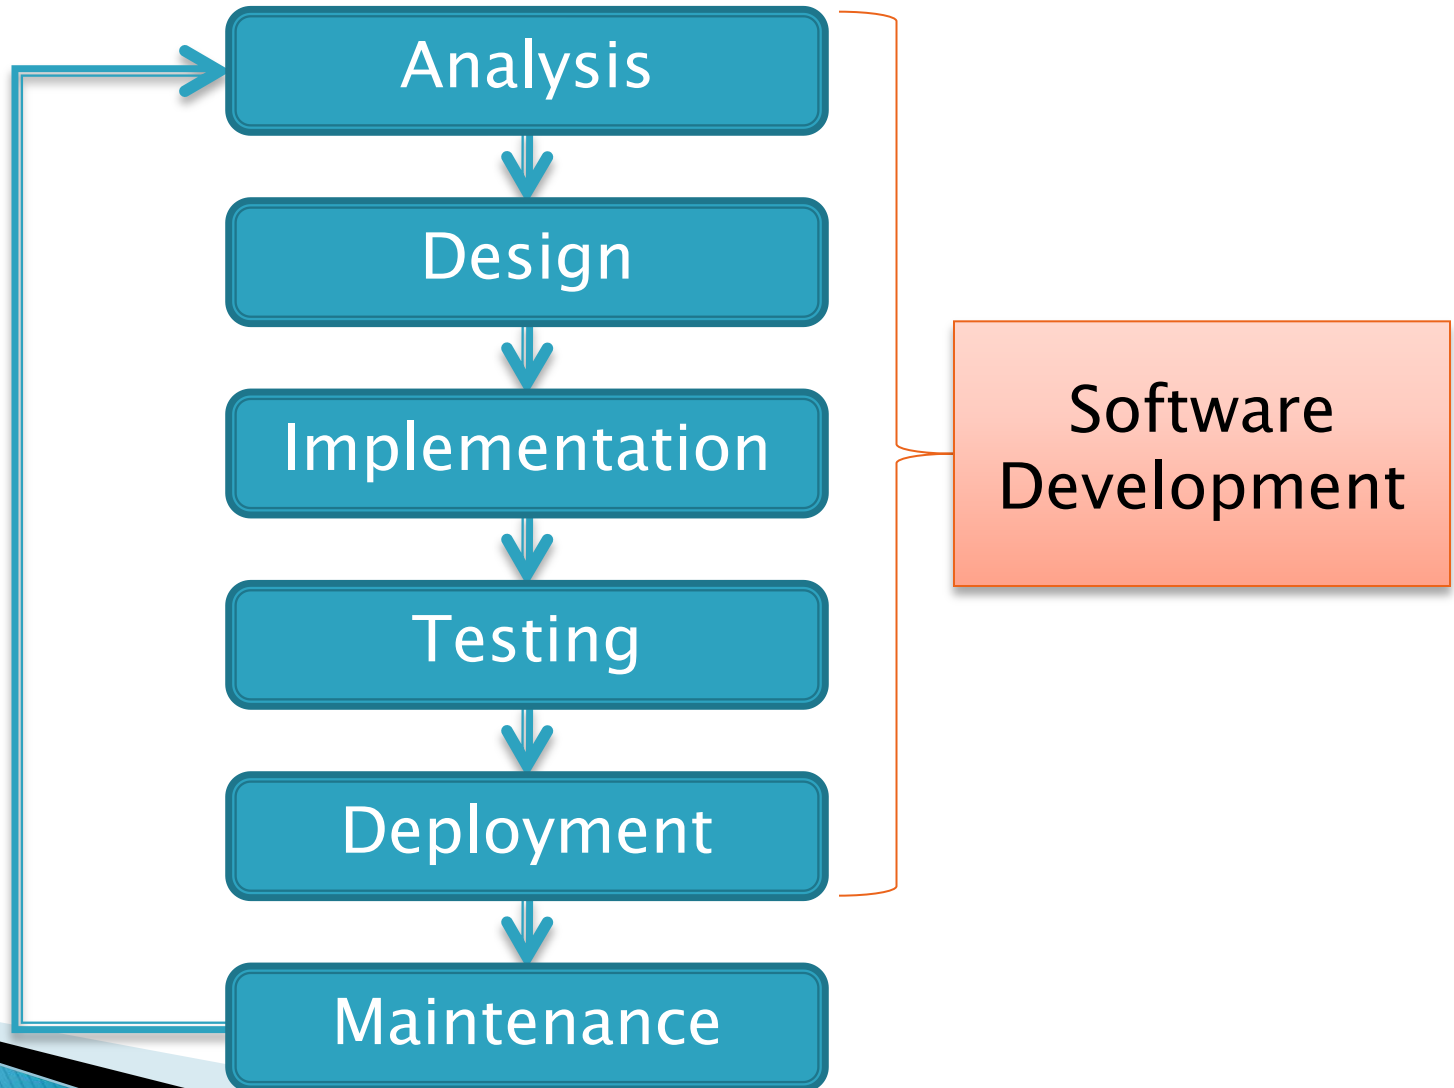 Analysis
Design
Implementation
Testing
Deployment
Maintenance
Software
Development